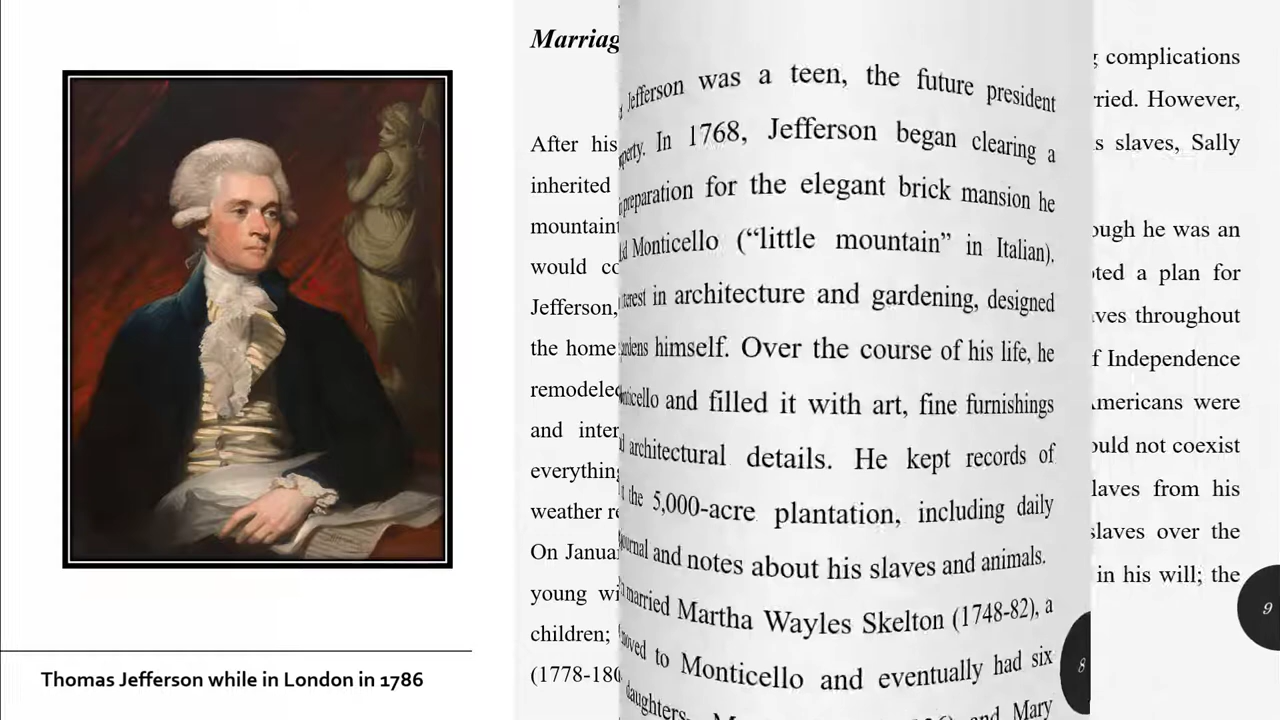 Marriag
After his
inherited
mountain
would co
Jefferson,
the home
remodeled
and inter
everything
weather r
On Janua
young wi
children;
(1778-180
Jefferson was a teen, the future president
In 1768, Jefferson began clearing a
preparation for the elegant brick mansion he
Monticello (“little mountain” in Italian).
in architecture and gardening, designed
himself. Over the course of his life, he
and filled it with art, fine furnishings
architectural details. He kept records of
the 5,000-acre plantation, including daily
and notes about his slaves and animals.
married Martha Wayles Skelton (1748-82), a
to Monticello and eventually had six
daughters, and Mary
8
complications
ried. However,
s slaves, Sally
ough he was an
ted a plan for
ves throughout
f Independence
mericans were
uld not coexist
laves from his
slaves over the
in his will; the
9
Thomas Jefferson while in London in 1786